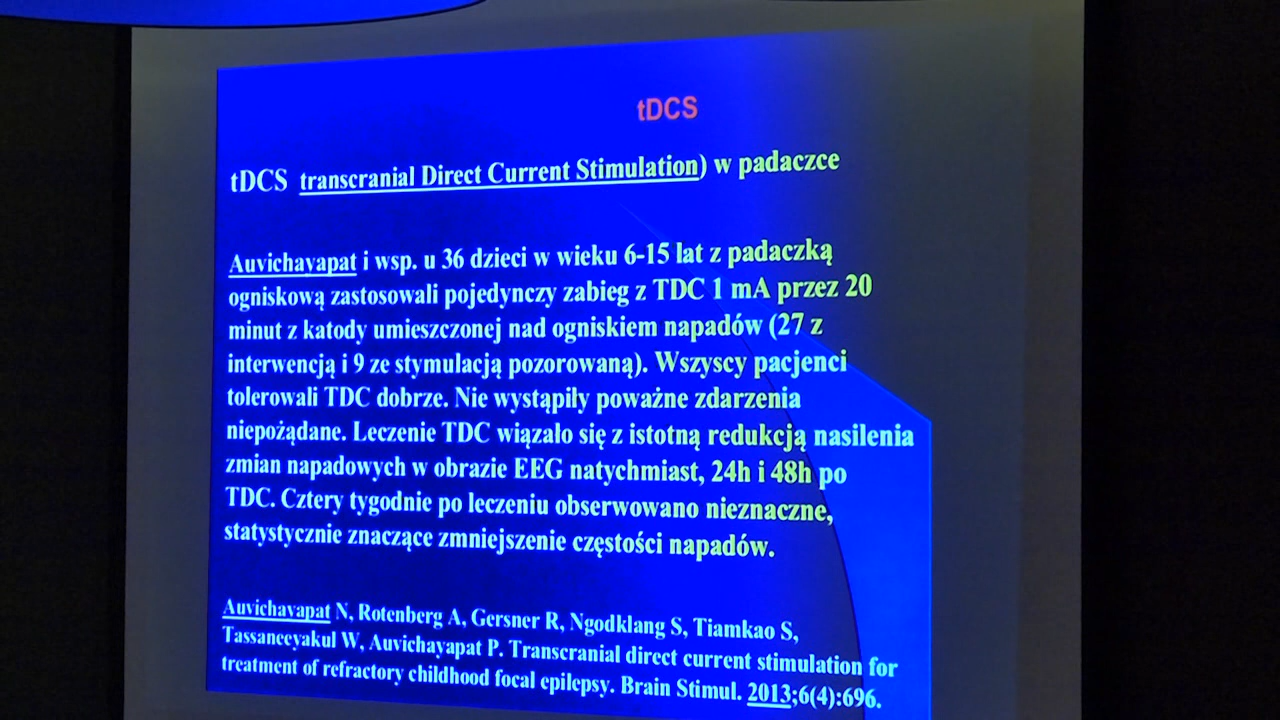 tDCS
tDCS transcranial Direct Current Stimulation) w padaczce
Auvichayapat i wsp. u 36 dzieci w wieku 6-15 lat z padaczką
ogniskową zastosowali pojedynczy zabieg z TDC 1 mA przez 20
minut z katody umieszczonej nad ogniskiem napadów (27 z
interwencją i 9 ze stymulacją pozorowaną). Wszyscy pacjenci
tolerowali TDC dobrze. Nie wystąpiły poważne zdarzenia
niepożądane. Leczenie TDC wiązało się z istotną redukcją nasilenia
zmian napadowych w obrazie EEG natychmiast, 24h i 48h po
TDC. Cztery tygodnie po leczeniu obserwowano nieznaczne,
statystycznie znaczące zmniejszenie częstości napadów.
Auvichayapat N, Rotenberg A, Gersner R, Ngodklang S, Tiamkao S,
Tassaneeyakul W, Auvichayapat P. Transcranial direct current stimulation for
treatment of refractory childhood focal epilepsy. Brain Stimul. 2013;6(4):696.